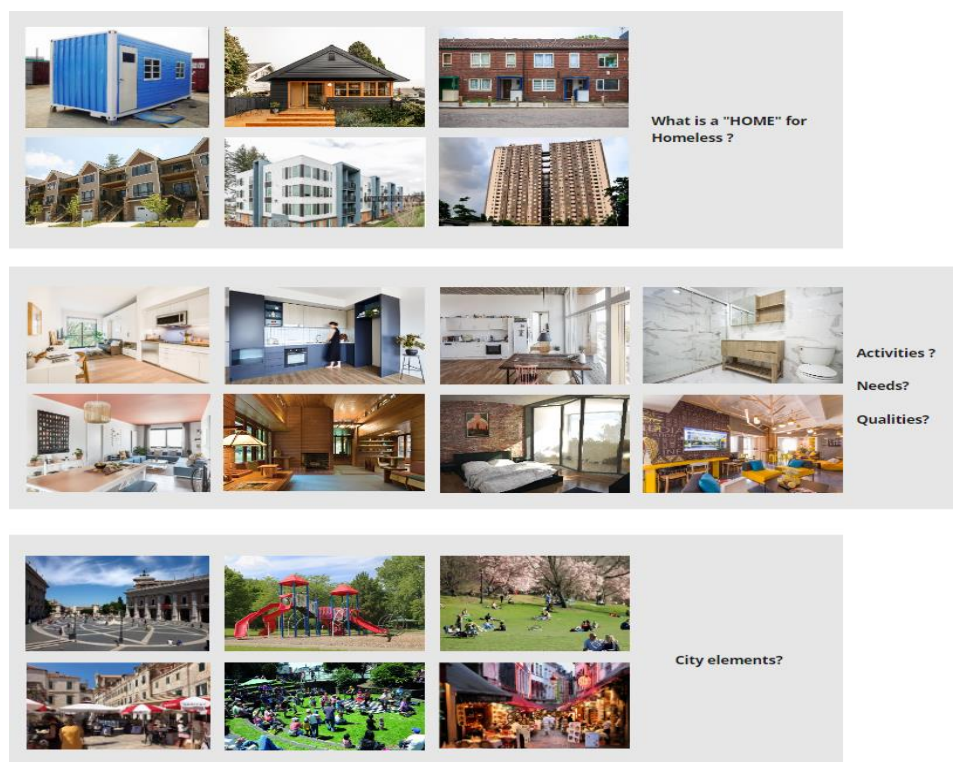 What is a "HOME" for
Homeless ?
Activities ?
Needs?
Qualities?
City elements?